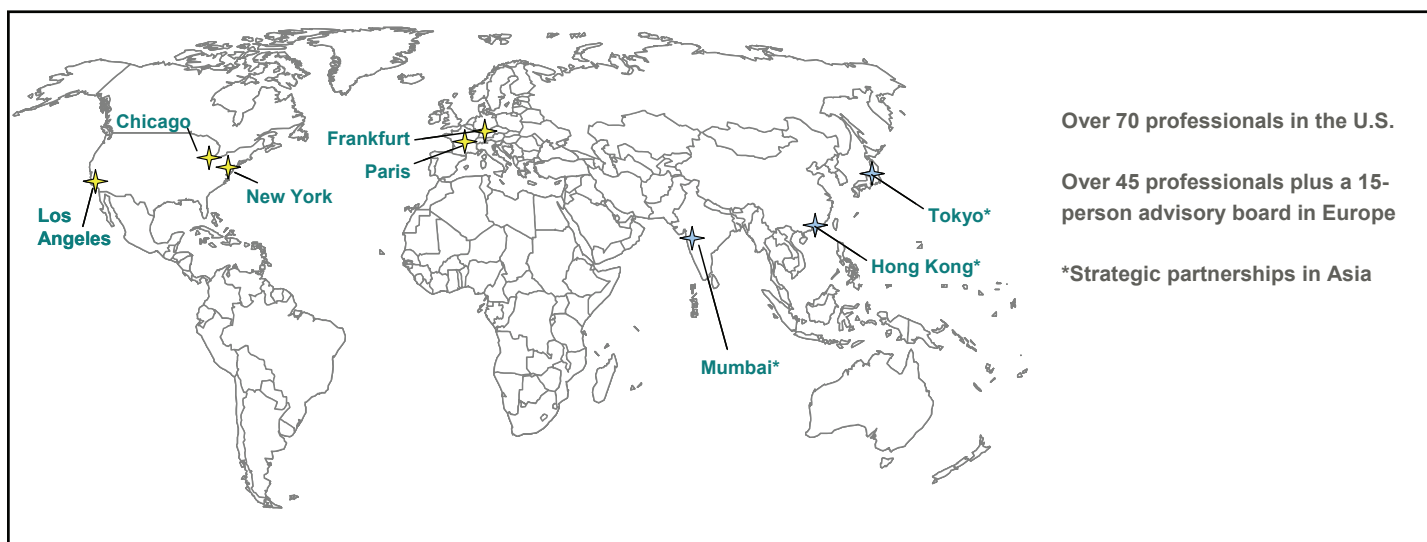 Chicago
Frankfurt
Paris
New York
Los
Angeles
Tokyo*
Hong Kong*
Mumbai*
Over 70 professionals in the U.S.
Over 45 professionals plus a 15-
person advisory board in Europe
*Strategic partnerships in Asia